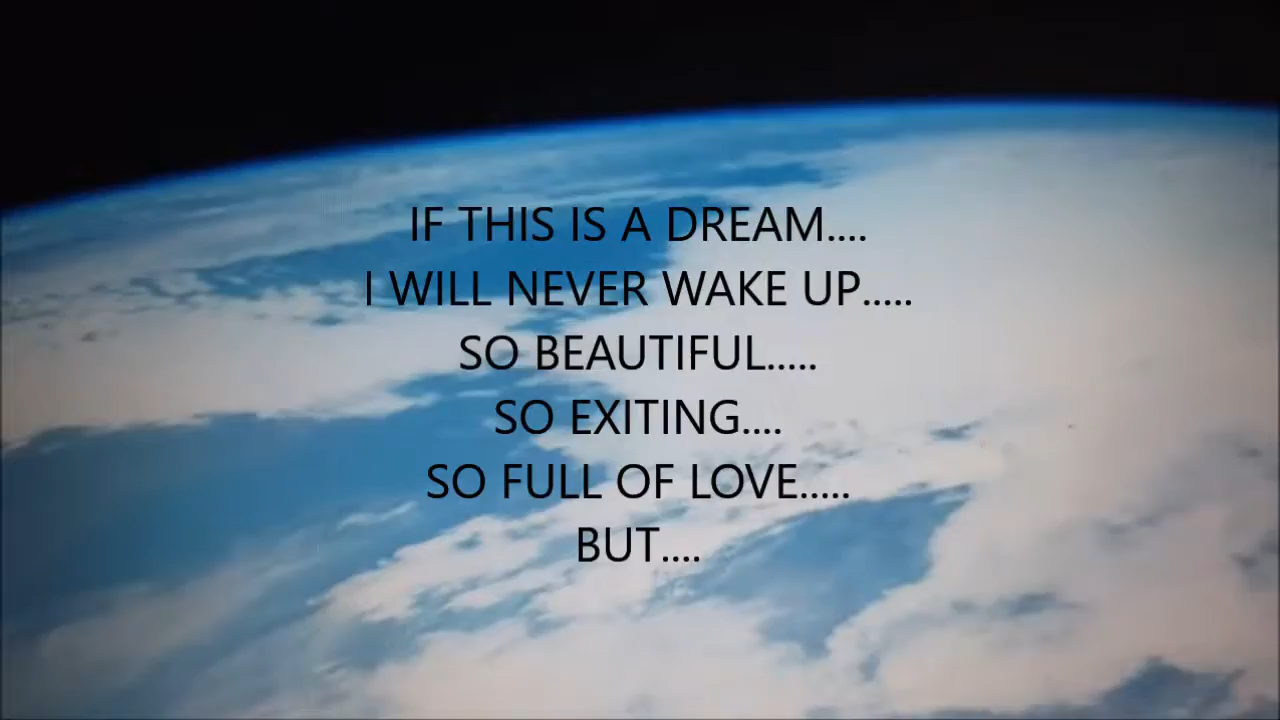 IF THIS IS A DREAM....
I WILL NEVER WAKE UP.....
SO BEAUTIFUL.....
SO EXITING....
SO FULL OF LOVE.....
BUT....